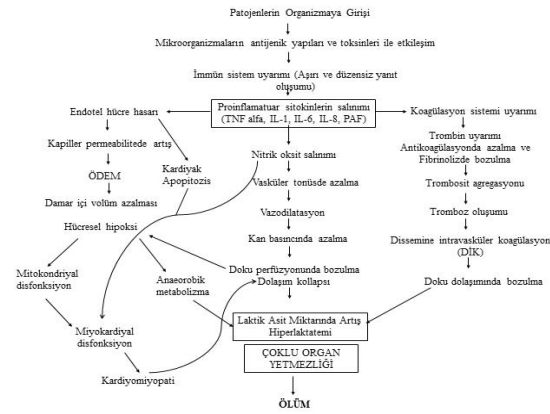 Patojenlerin Organizmaya Girişi
Mikroorganizmaların antijenik yapıları ve toksinleri ile etkileşim
İmmün sistem uyarımı (Aşırı ve düzensiz yanıt
oluşumu)
Proinflamatuar sitokinlerin salınımı
(TNF alfa, IL-1, IL-6, IL-8, PAF)
Endotel hücre hasarı
Kapiller permeabilitede artış
ÖDEM
Damar içi volüm azalması
Kardiyak
Apopitozis
Hücresel hipoksi
Mitokondriyal
disfonksiyon
Miyokardiyal
disfonksiyon
Kardiyomiyopati
Anaerobik
metabolizma
Nitrik oksit salınımı
Vasküler tonüsde azalma
Vazodilatasyon
Kan basıncında azalma
Doku perfüzyonunda bozulma
Dolaşım kollapsı
Koagülasyon sistemi uyarımı
Trombin uyarımı
Antikoagülasyonda azalma ve
Fibrinolizde bozulma
Trombosit agregasyonu
Tromboz oluşumu
Dissemine intravasküler koagülasyon
(DİK)
Doku dolaşımında bozulma
Laktik Asit Miktarında Artış
Hiperlaktatemi
ÇOKLU ORGAN
YETMEZLİĞİ
ÖLÜM